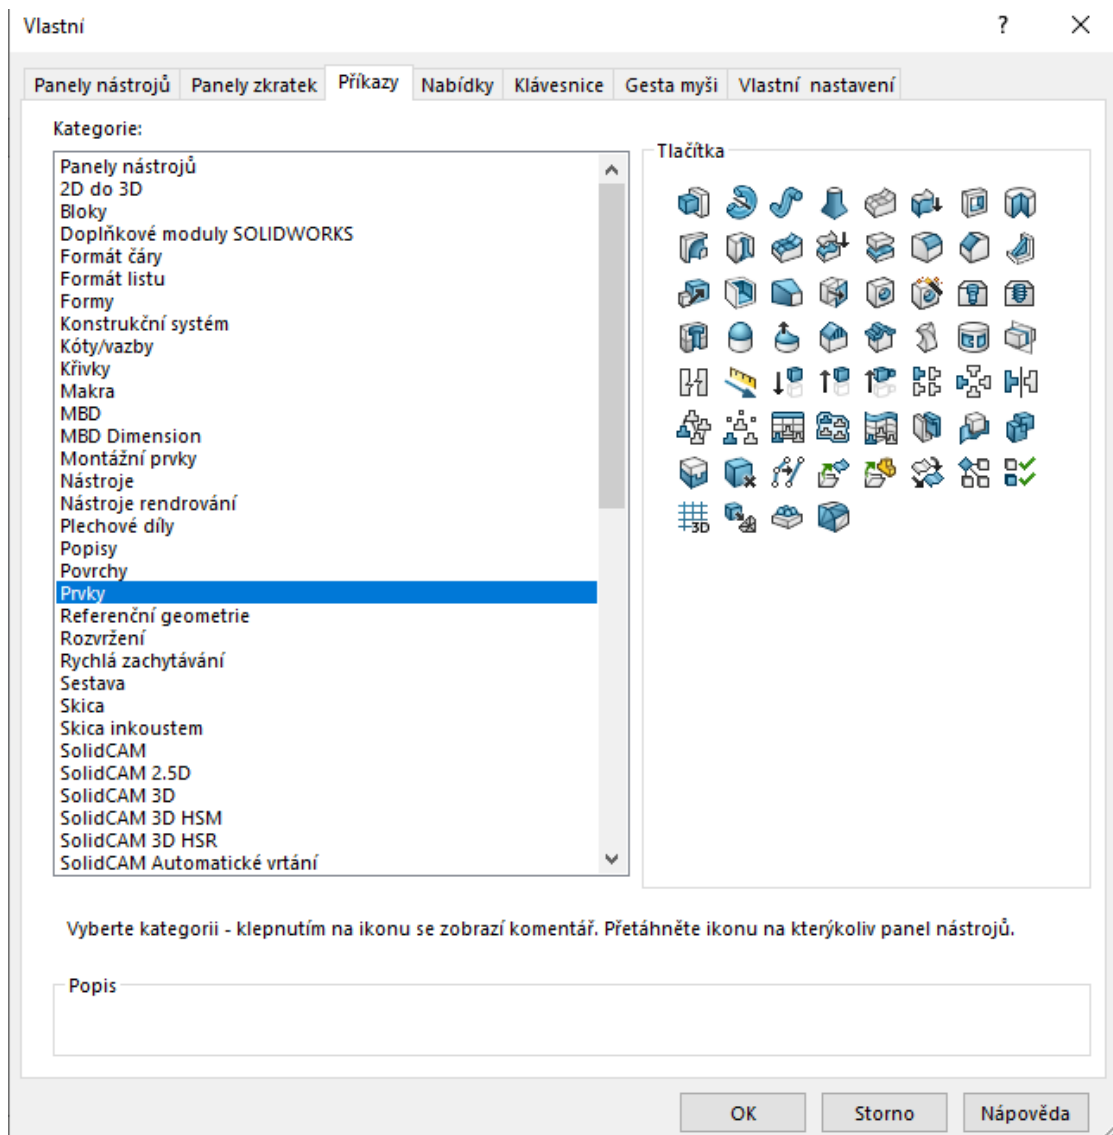 Vlastní
?
Panely nástrojů Panely zkratek Příkazy Nabídky Klávesnice Gesta myši Vlastní nastavení
Kategorie:
Tlačítka
Panely nástrojů
2D do 3D
Bloky
Doplňkové moduly SOLIDWORKS
Formát čáry
Formát listu
Formy
Konstrukční systém
Kóty/vazby
Křivky
Makra
MBD
MBD Dimension
Montážní prvky
Nástroje
Nástroje rendrování
Plechové díly
Popisy
Povrchy
Prvky
Referenční geometrie
Rozvržení
Rychlá zachytávání
Sestava
Skica
Skica inkoustem
SolidCAM
SolidCAM 2.5D
SolidCAM 3D
SolidCAM 3D HSM
SolidCAM 3D HSR
SolidCAM Automatické vrtání
3D
Vyberte kategorii - klepnutím na ikonu se zobrazí komentář. Přetáhněte ikonu na kterýkoliv panel nástrojů.
Popis
OK Storno Nápověda